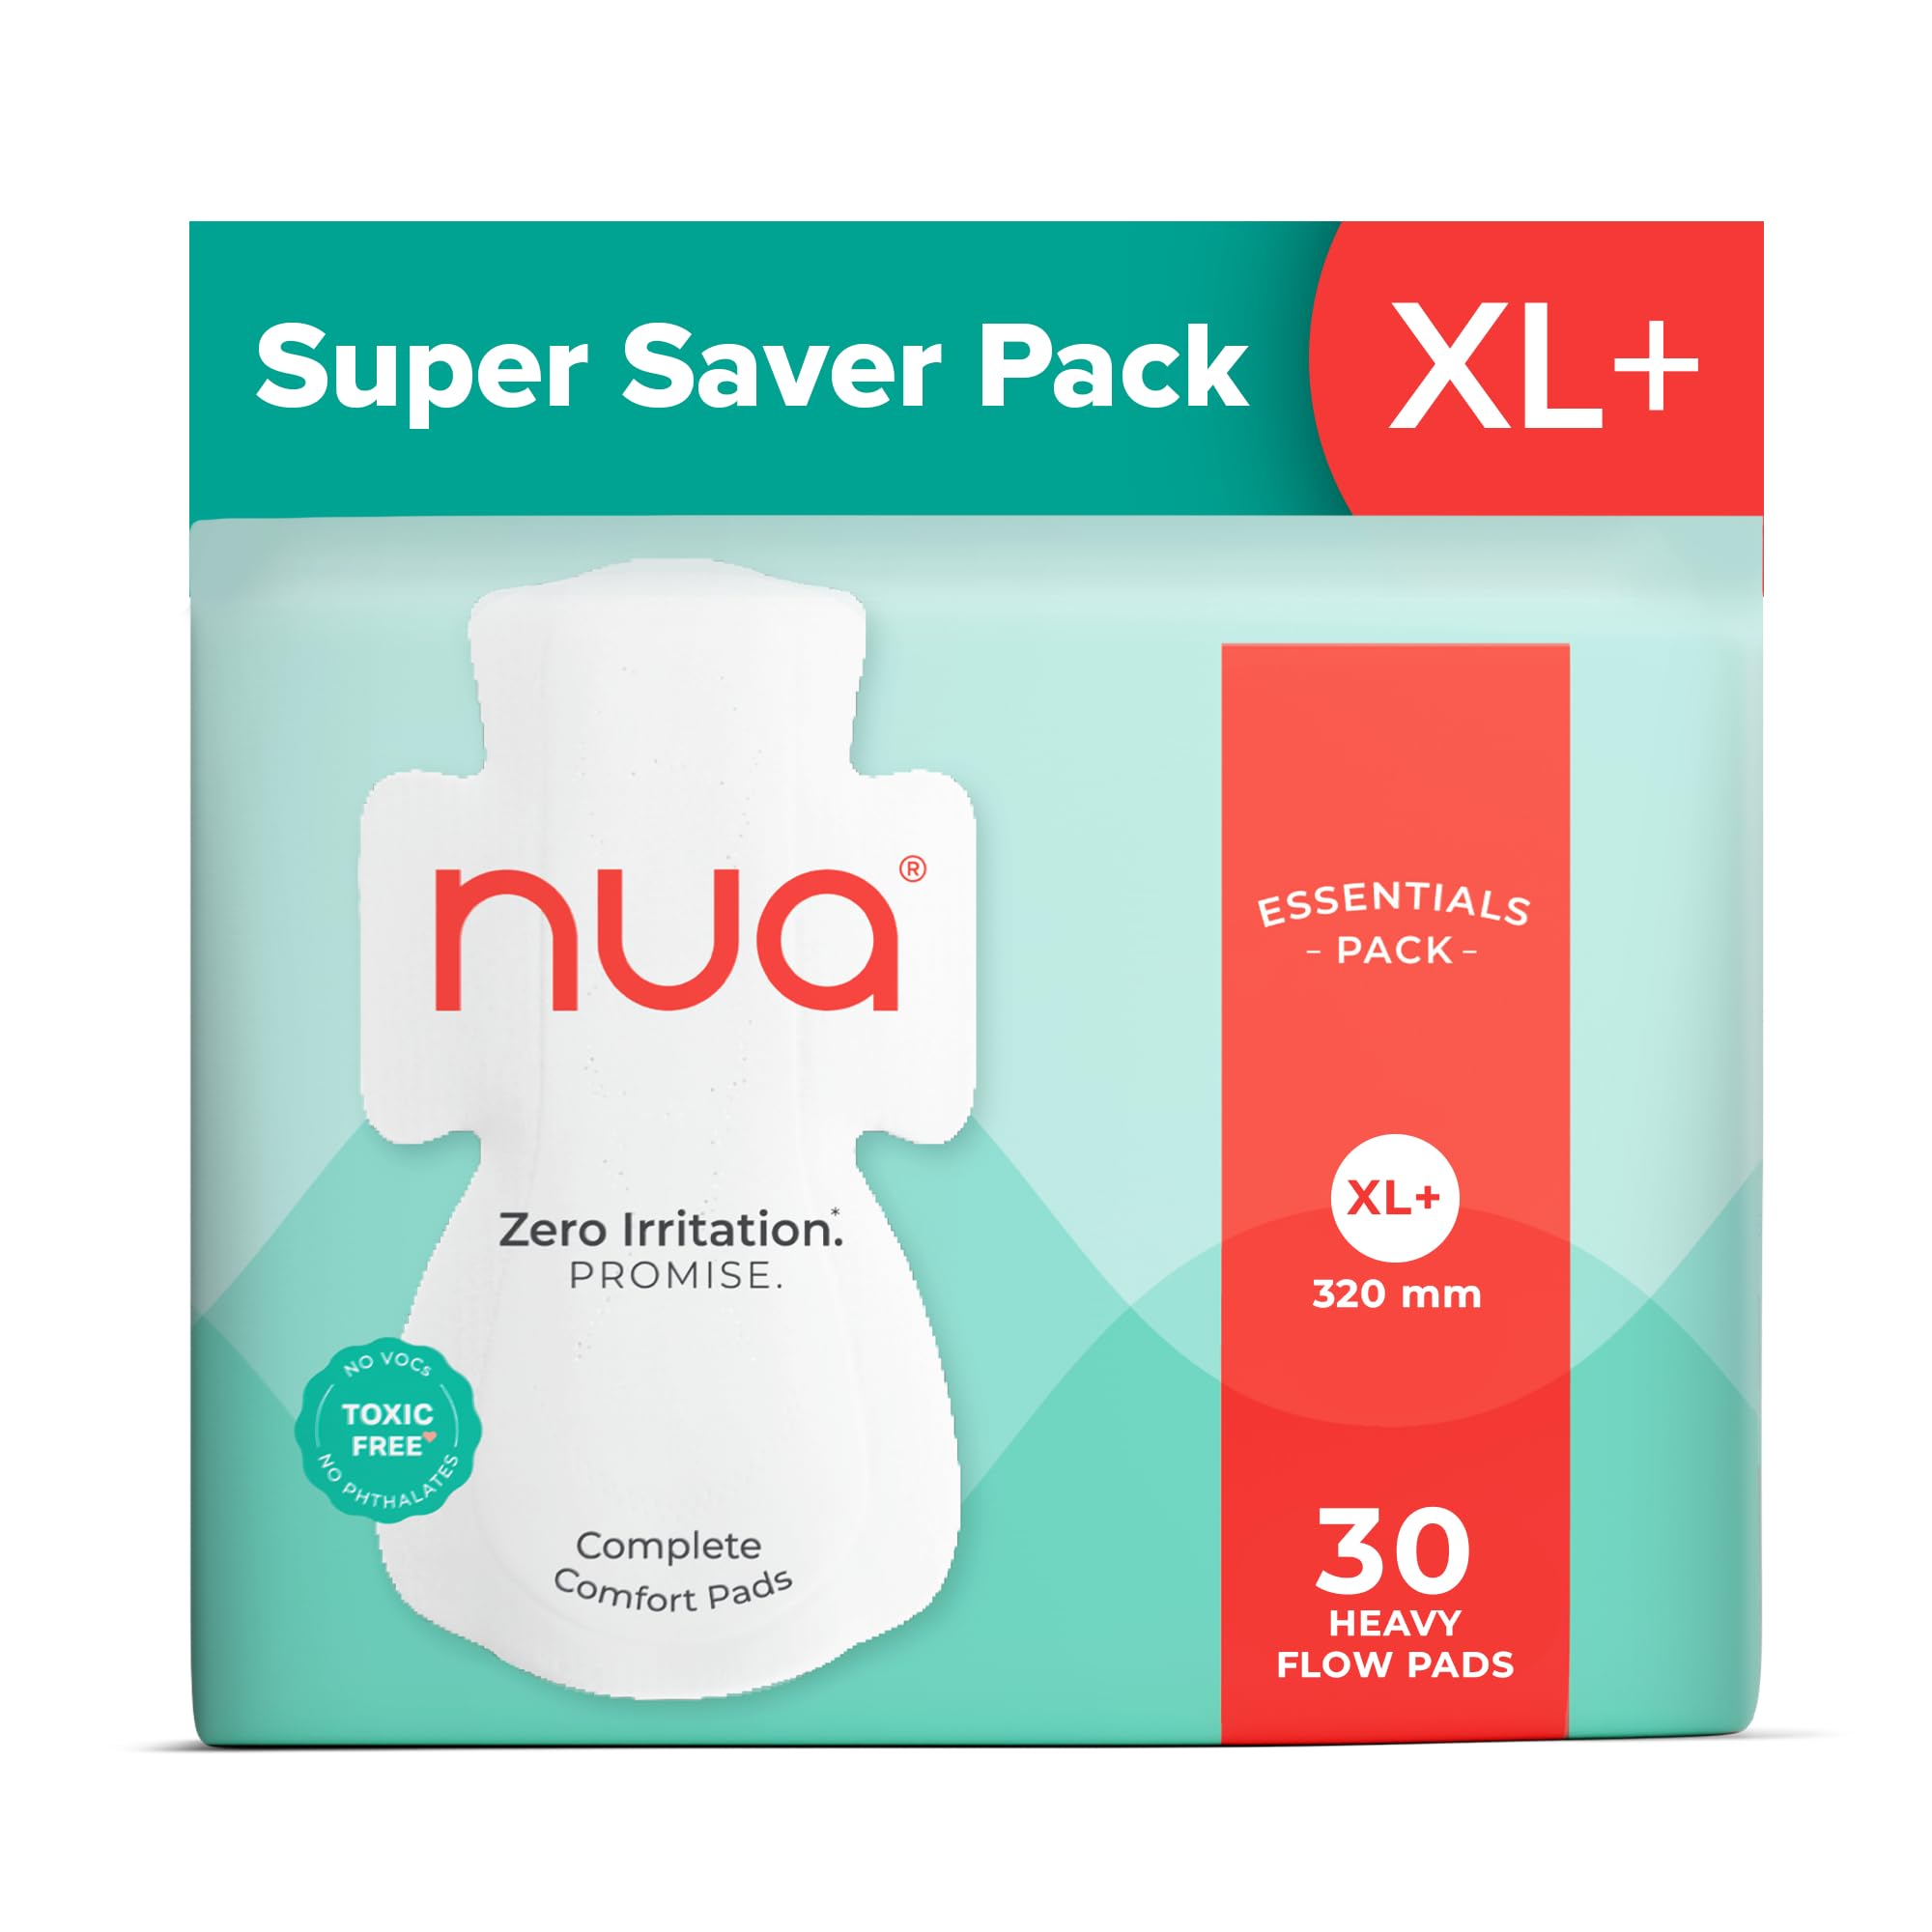 Super Saver Pack
XL+
nua®
Zero Irritation.*
PROMISE.
NO VOCs
TOXIC
FREE
NO PHTHALATES
Complete
Comfort Pads
ESSENTIALS
- PACK -
XL+
320 mm
30
HEAVY
FLOW PADS